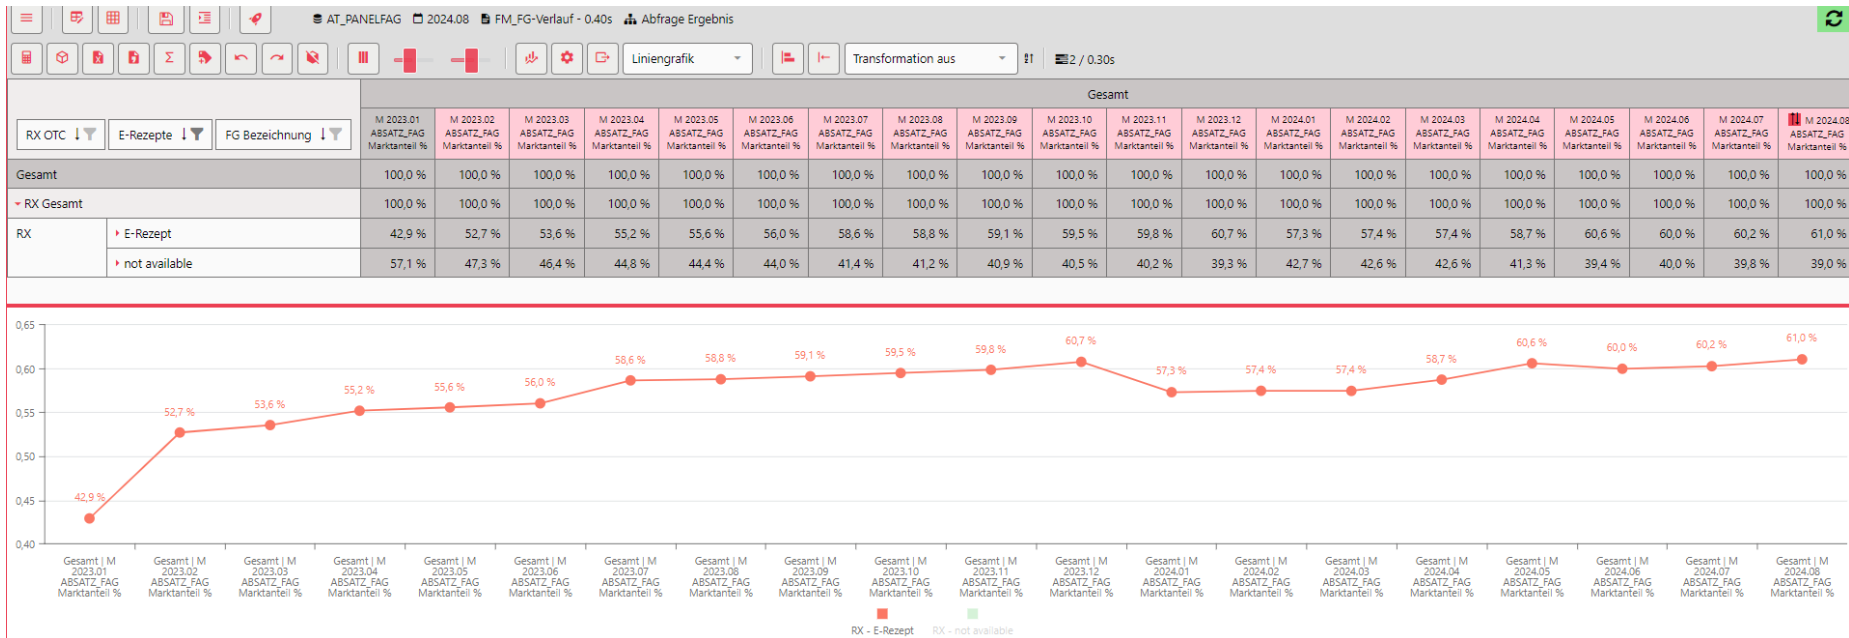 AT_PANELFAG 2024.08 FM_FG-Verlauf - 0.40s Abfrage Ergebnis
Liniengrafik Transformation aus 2 / 0.30s
Gesamt
RX OTC E-Rezepte FG Bezeichnung
M 2023.01 M 2023.02 M 2023.03 M 2023.04 M 2023.05 M 2023.06 M 2023.07 M 2023.08 M 2023.09 M 2023.10 M 2023.11 M 2023.12 M 2024.01 M 2024.02 M 2024.03 M 2024.04 M 2024.05 M 2024.06 M 2024.07 M 2024.08
ABSATZ_FAG ABSATZ_FAG ABSATZ_FAG ABSATZ_FAG ABSATZ_FAG ABSATZ_FAG ABSATZ_FAG ABSATZ_FAG ABSATZ_FAG ABSATZ_FAG ABSATZ_FAG ABSATZ_FAG ABSATZ_FAG ABSATZ_FAG ABSATZ_FAG ABSATZ_FAG ABSATZ_FAG ABSATZ_FAG ABSATZ_FAG ABSATZ_FAG
Marktanteil % Marktanteil % Marktanteil % Marktanteil % Marktanteil % Marktanteil % Marktanteil % Marktanteil % Marktanteil % Marktanteil % Marktanteil % Marktanteil % Marktanteil % Marktanteil % Marktanteil % Marktanteil % Marktanteil % Marktanteil % Marktanteil % Marktanteil %
Gesamt 100,0 % 100,0 % 100,0 % 100,0 % 100,0 % 100,0 % 100,0 % 100,0 % 100,0 % 100,0 % 100,0 % 100,0 % 100,0 % 100,0 % 100,0 % 100,0 % 100,0 % 100,0 % 100,0 % 100,0 %
RX Gesamt 100,0 % 100,0 % 100,0 % 100,0 % 100,0 % 100,0 % 100,0 % 100,0 % 100,0 % 100,0 % 100,0 % 100,0 % 100,0 % 100,0 % 100,0 % 100,0 % 100,0 % 100,0 % 100,0 % 100,0 %
RX E-Rezept 42,9 % 52,7 % 53,6 % 55,2 % 55,6 % 56,0 % 58,6 % 58,8 % 59,1 % 59,5 % 59,8 % 60,7 % 57,3 % 57,4 % 57,4 % 58,7 % 60,6 % 60,0 % 60,2 % 61,0 %
not available 57,1 % 47,3 % 46,4 % 44,8 % 44,4 % 44,0 % 41,4 % 41,2 % 40,9 % 40,5 % 40,2 % 39,3 % 42,7 % 42,6 % 42,6 % 41,3 % 39,4 % 40,0 % 39,8 % 39,0 %
0,65
0,60
0,55
0,50
0,45
0,40
42,9 % 52,7 % 53,6 % 55,2 % 55,6 % 56,0 % 58,6 % 58,8 % 59,1 % 59,5 % 59,8 % 60,7 % 57,3 % 57,4 % 57,4 % 58,7 % 60,6 % 60,0 % 60,2 % 61,0 %
Gesamt | M Gesamt | M Gesamt | M Gesamt | M Gesamt | M Gesamt | M Gesamt | M Gesamt | M Gesamt | M Gesamt | M Gesamt | M Gesamt | M Gesamt | M Gesamt | M Gesamt | M Gesamt | M Gesamt | M Gesamt | M Gesamt | M Gesamt | M
2023.01 2023.02 2023.03 2023.04 2023.05 2023.06 2023.07 2023.08 2023.09 2023.10 2023.11 2023.12 2024.01 2024.02 2024.03 2024.04 2024.05 2024.06 2024.07 2024.08
ABSATZ_FAG ABSATZ_FAG ABSATZ_FAG ABSATZ_FAG ABSATZ_FAG ABSATZ_FAG ABSATZ_FAG ABSATZ_FAG ABSATZ_FAG ABSATZ_FAG ABSATZ_FAG ABSATZ_FAG ABSATZ_FAG ABSATZ_FAG ABSATZ_FAG ABSATZ_FAG ABSATZ_FAG ABSATZ_FAG ABSATZ_FAG ABSATZ_FAG
Marktanteil % Marktanteil % Marktanteil % Marktanteil % Marktanteil % Marktanteil % Marktanteil % Marktanteil % Marktanteil % Marktanteil % Marktanteil % Marktanteil % Marktanteil % Marktanteil % Marktanteil % Marktanteil % Marktanteil % Marktanteil % Marktanteil % Marktanteil %
RX - E-Rezept RX - not available